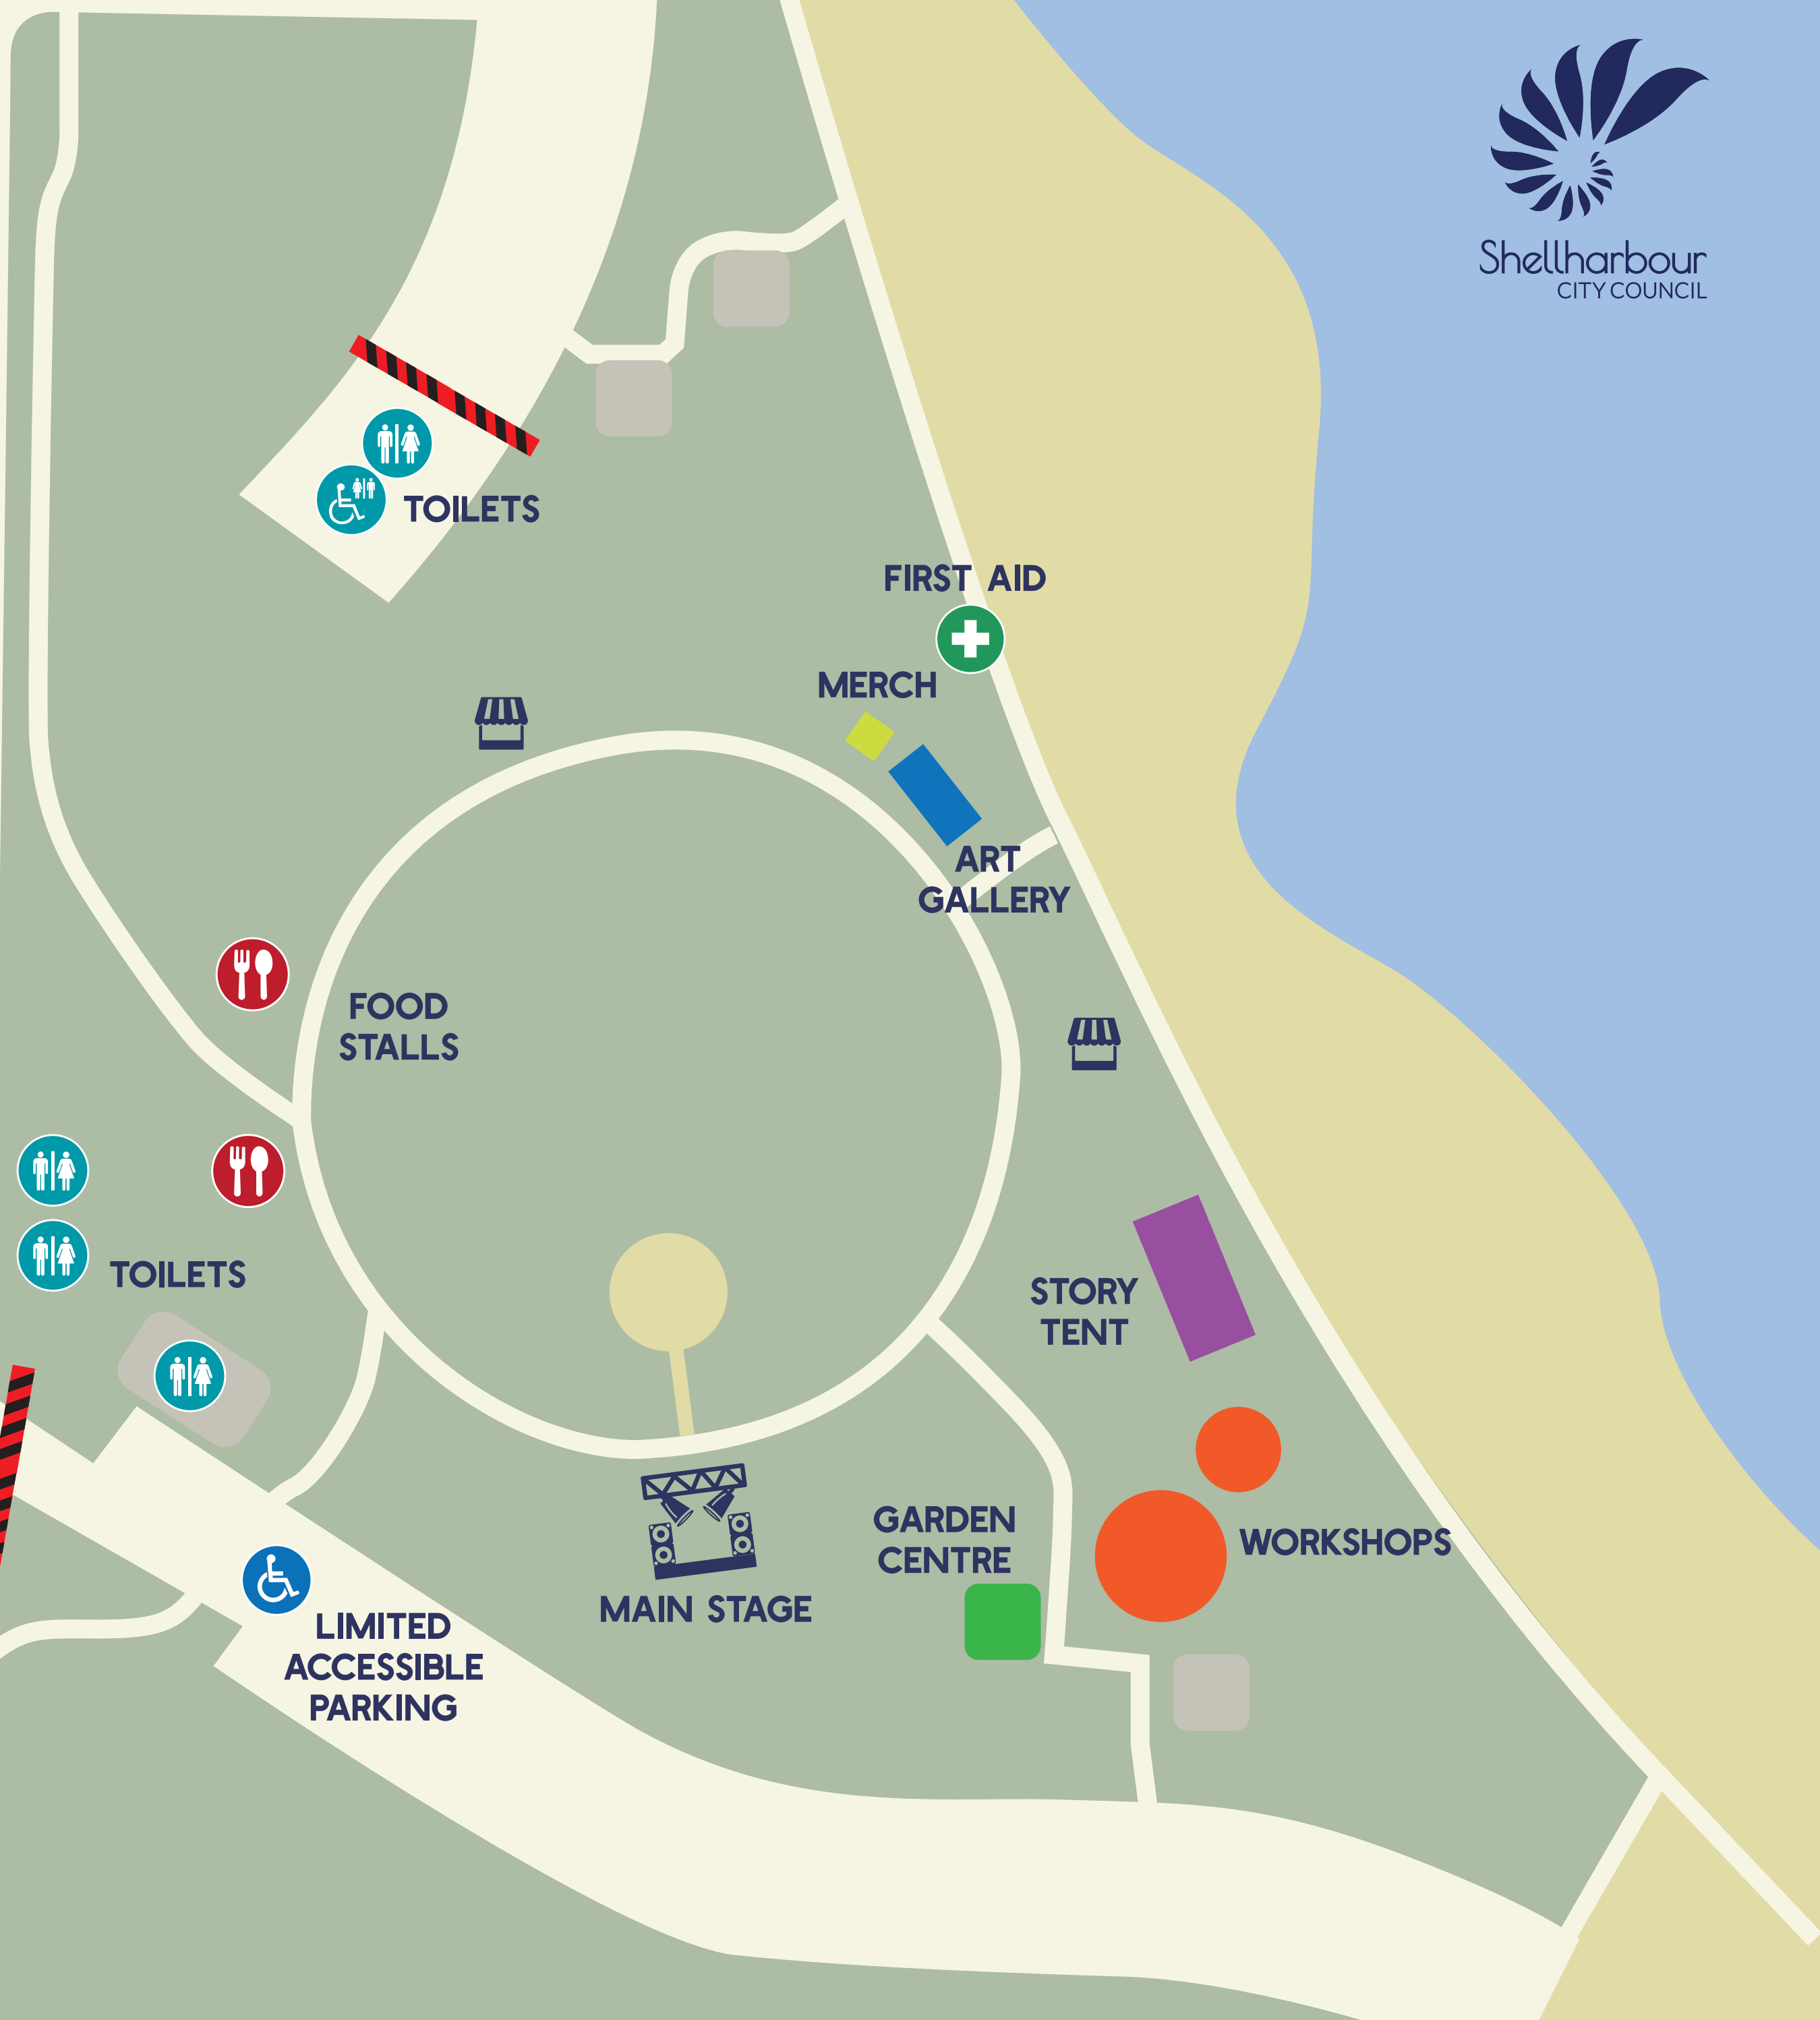 Shellharbour
CITY COUNCIL
TOILETS
FIRST AID
MERCH
ART
GALLERY
FOOD
STALLS
TOILETS
STORY
TENT
GARDEN
CENTRE
WORKSHOPS
MAIN STAGE
LIMITED
ACCESSIBLE
PARKING